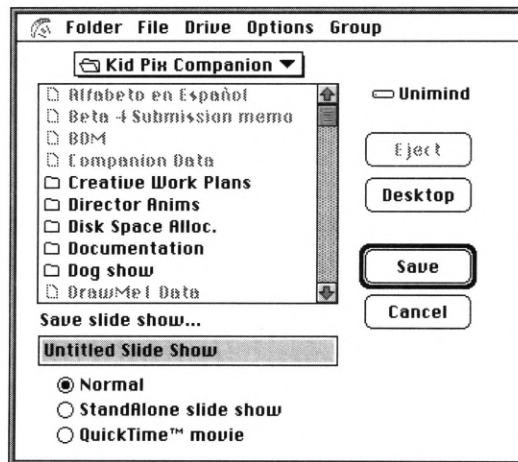 Folder File Drive Options Group
Kid Pix Companion
Alfabeto en Español
Beta 4 Submission memo
BDM
Companion Data
Creative Work Plans
Director Anims
Disk Space Alloc.
Documentation
Dog show
DrawMe1 Data
Unimind
Eject
Desktop
Save
Cancel
Save slide show...
Untitled Slide Show
Normal
StandAlone slide show
QuickTime™ movie